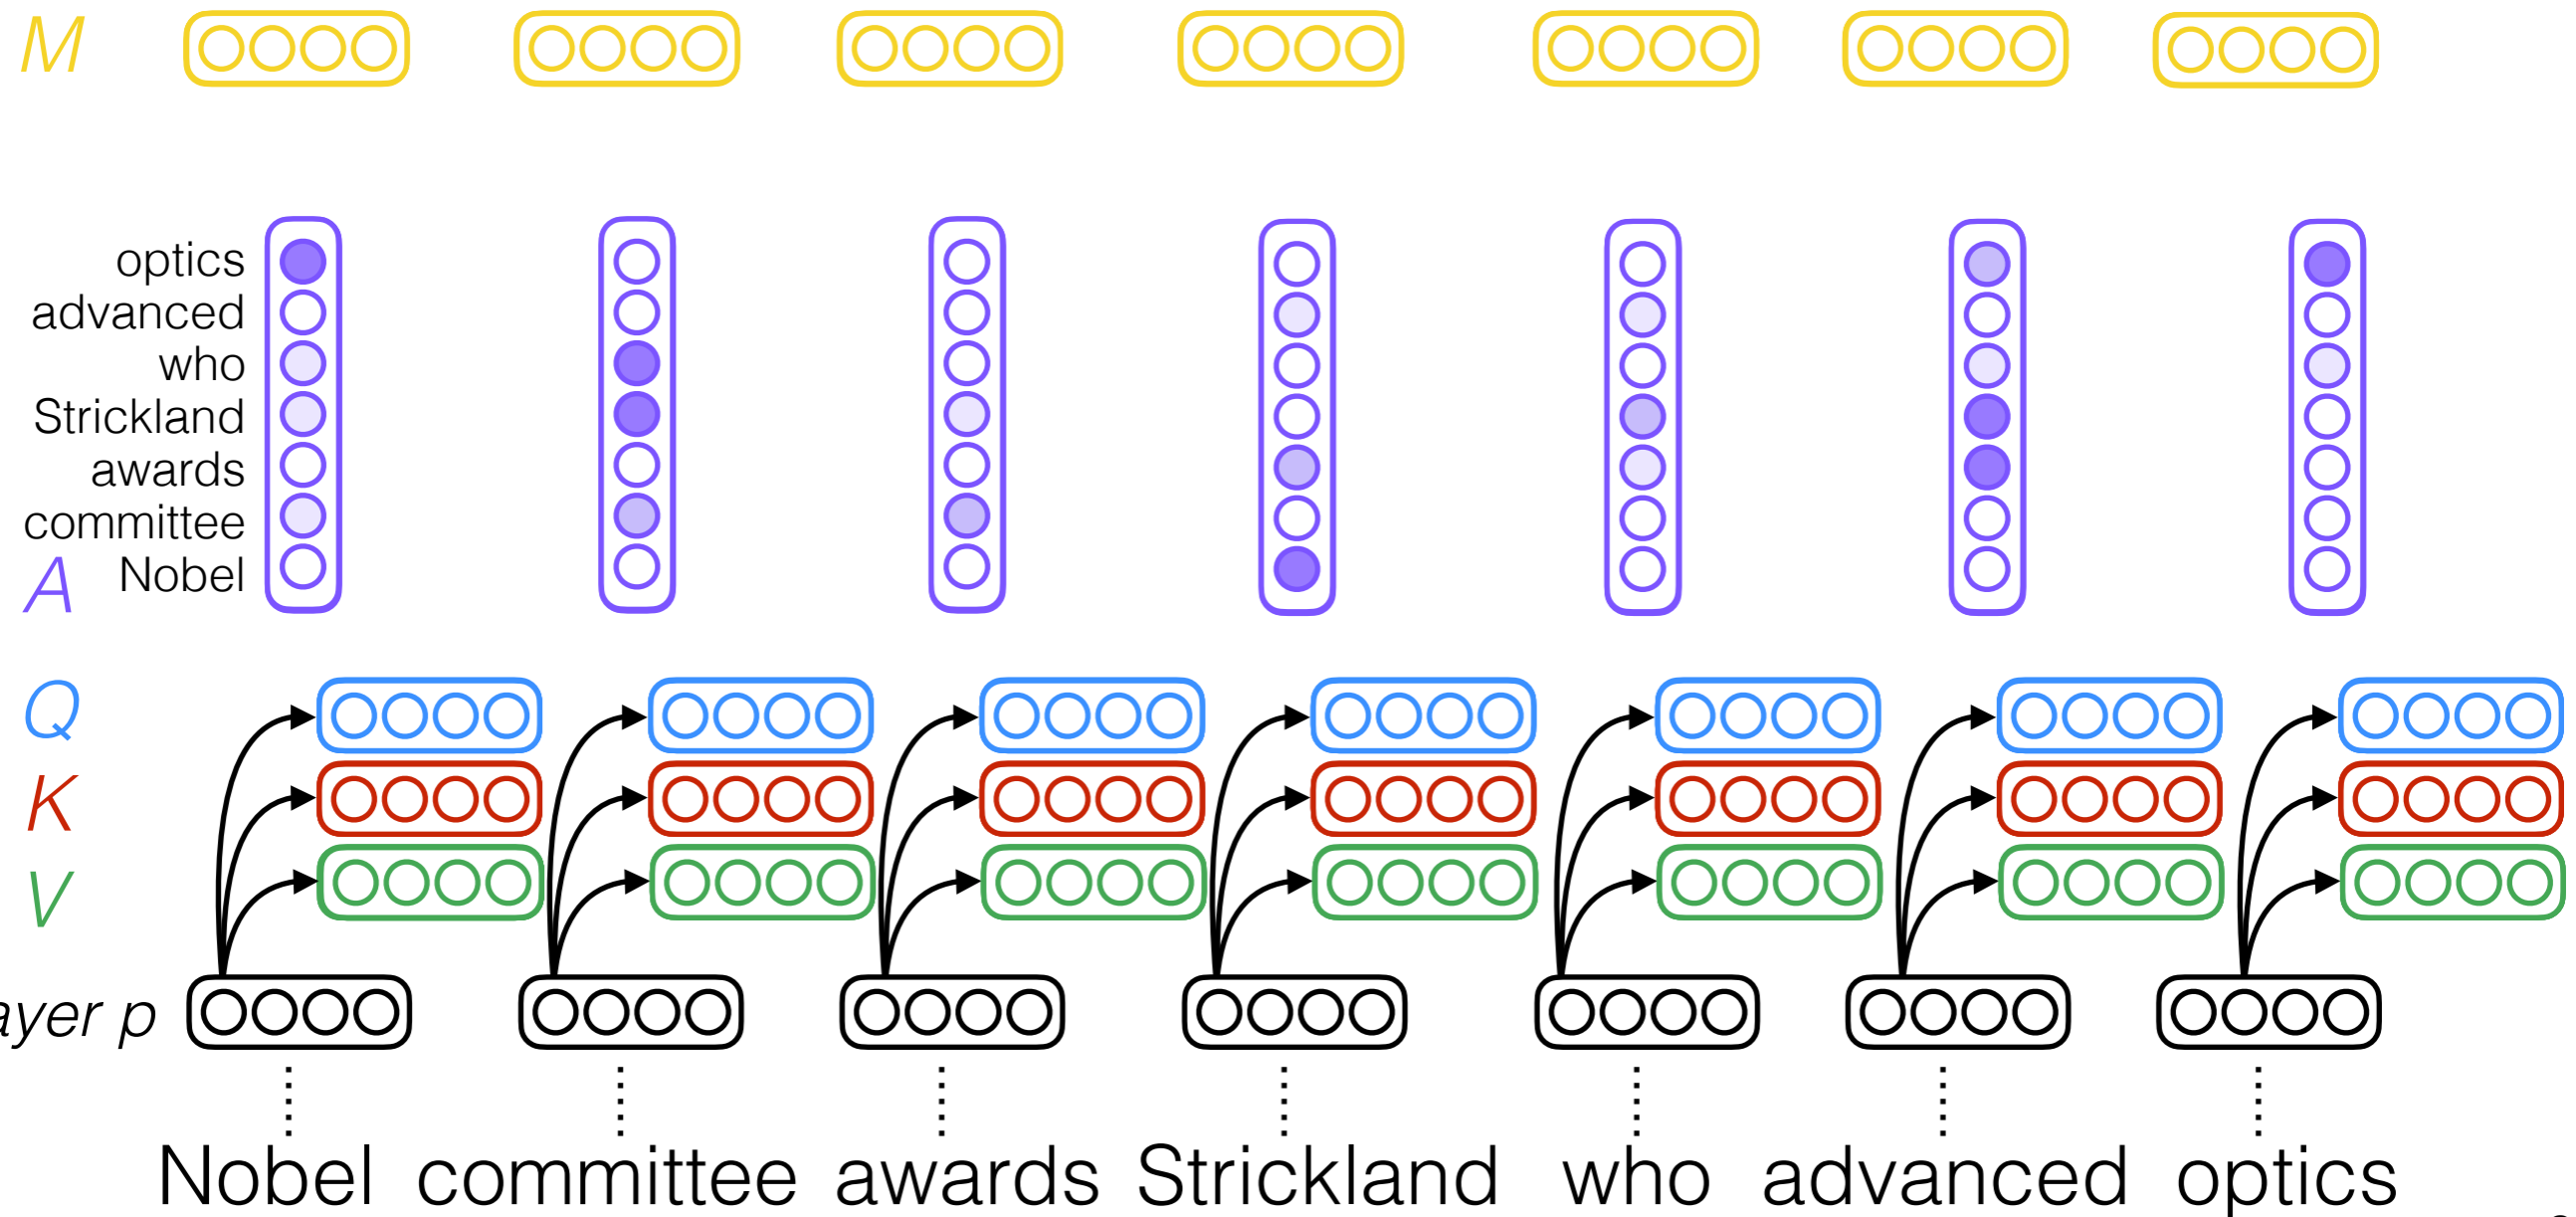 M
optics
advanced
who
Strickland
awards
committee
A Nobel
Q
K
V
ayer p
Nobel committee awards Strickland who advanced optics